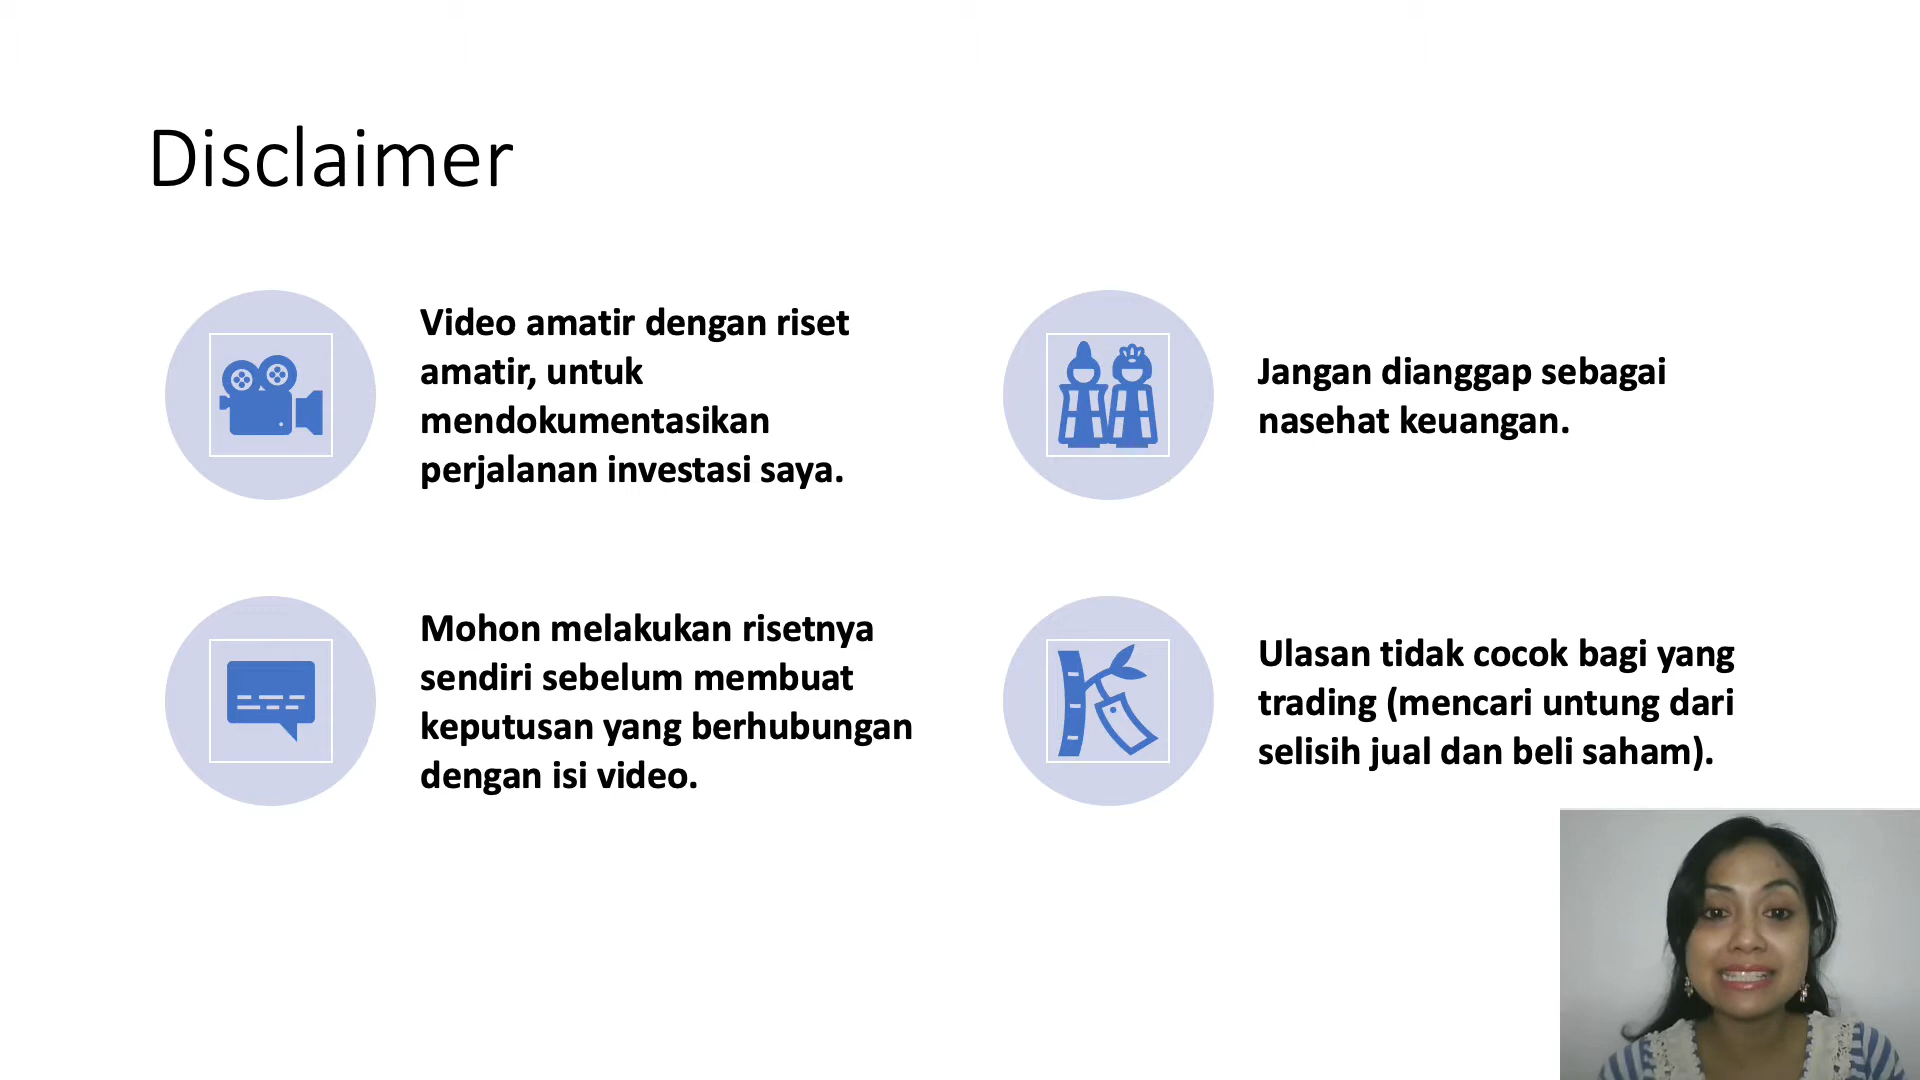 Disclaimer
Video amatir dengan riset
amatir, untuk
mendokumentasikan
perjalanan investasi saya.
Jangan dianggap sebagai
nasehat keuangan.
Mohon melakukan risetnya
sendiri sebelum membuat
keputusan yang berhubungan
dengan isi video.
Ulasan tidak cocok bagi yang
trading (mencari untung dari
selisih jual dan beli saham).